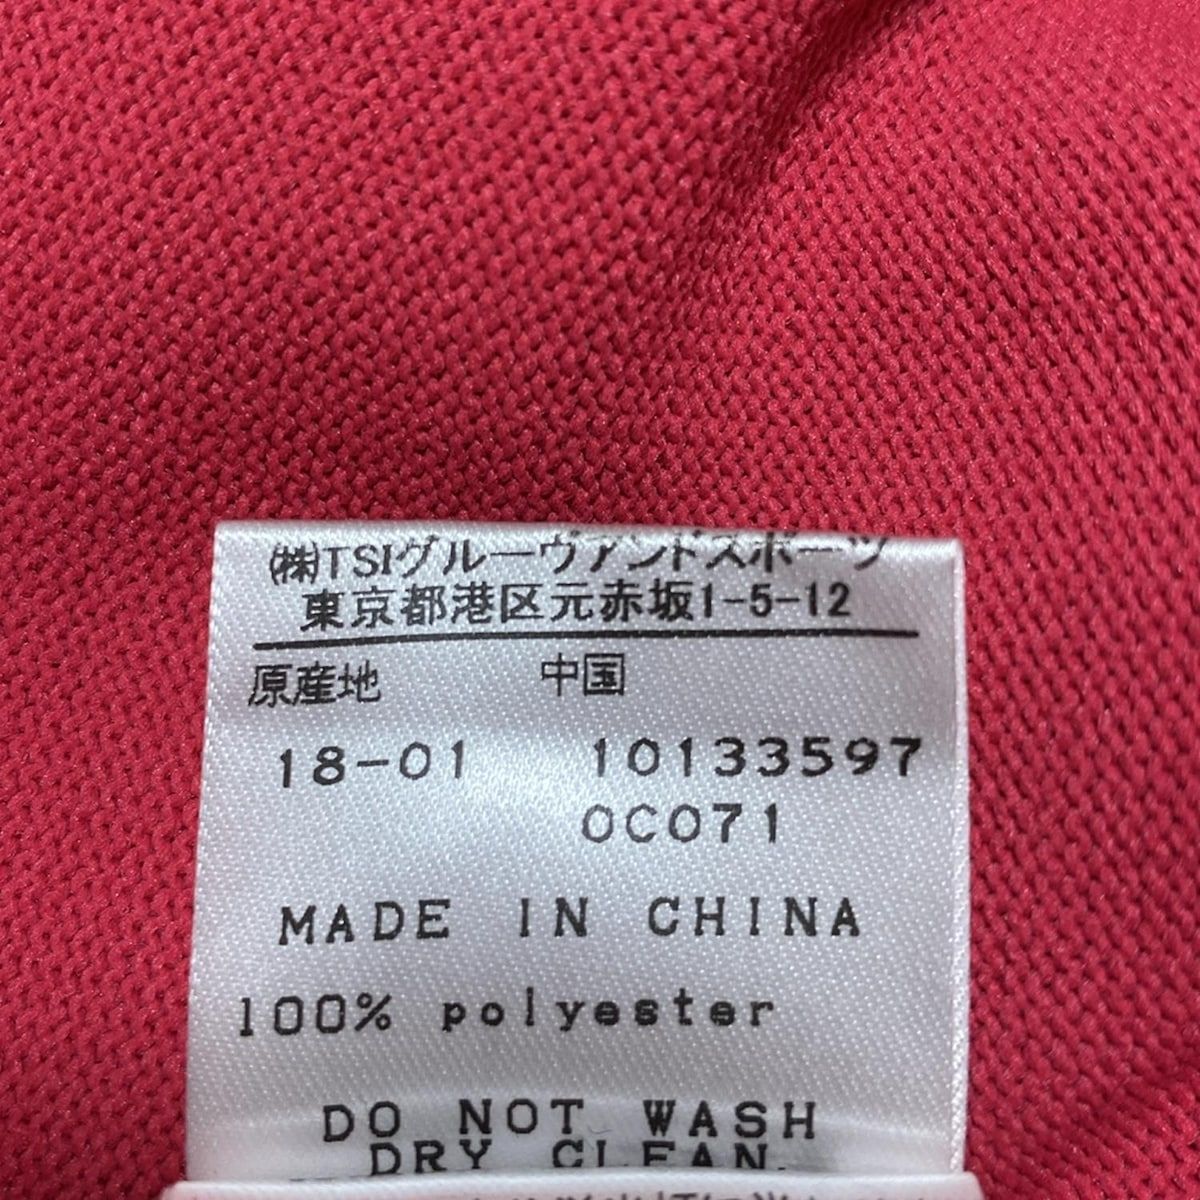 ㈱TSIグルーヴアンドスポーツ
東京都港区元赤坂1-5-12
原産地 中国
18-01 10133597
0C071
MADE IN CHINA
100% polyester
DO NOT WASH
DRY CLEAN.